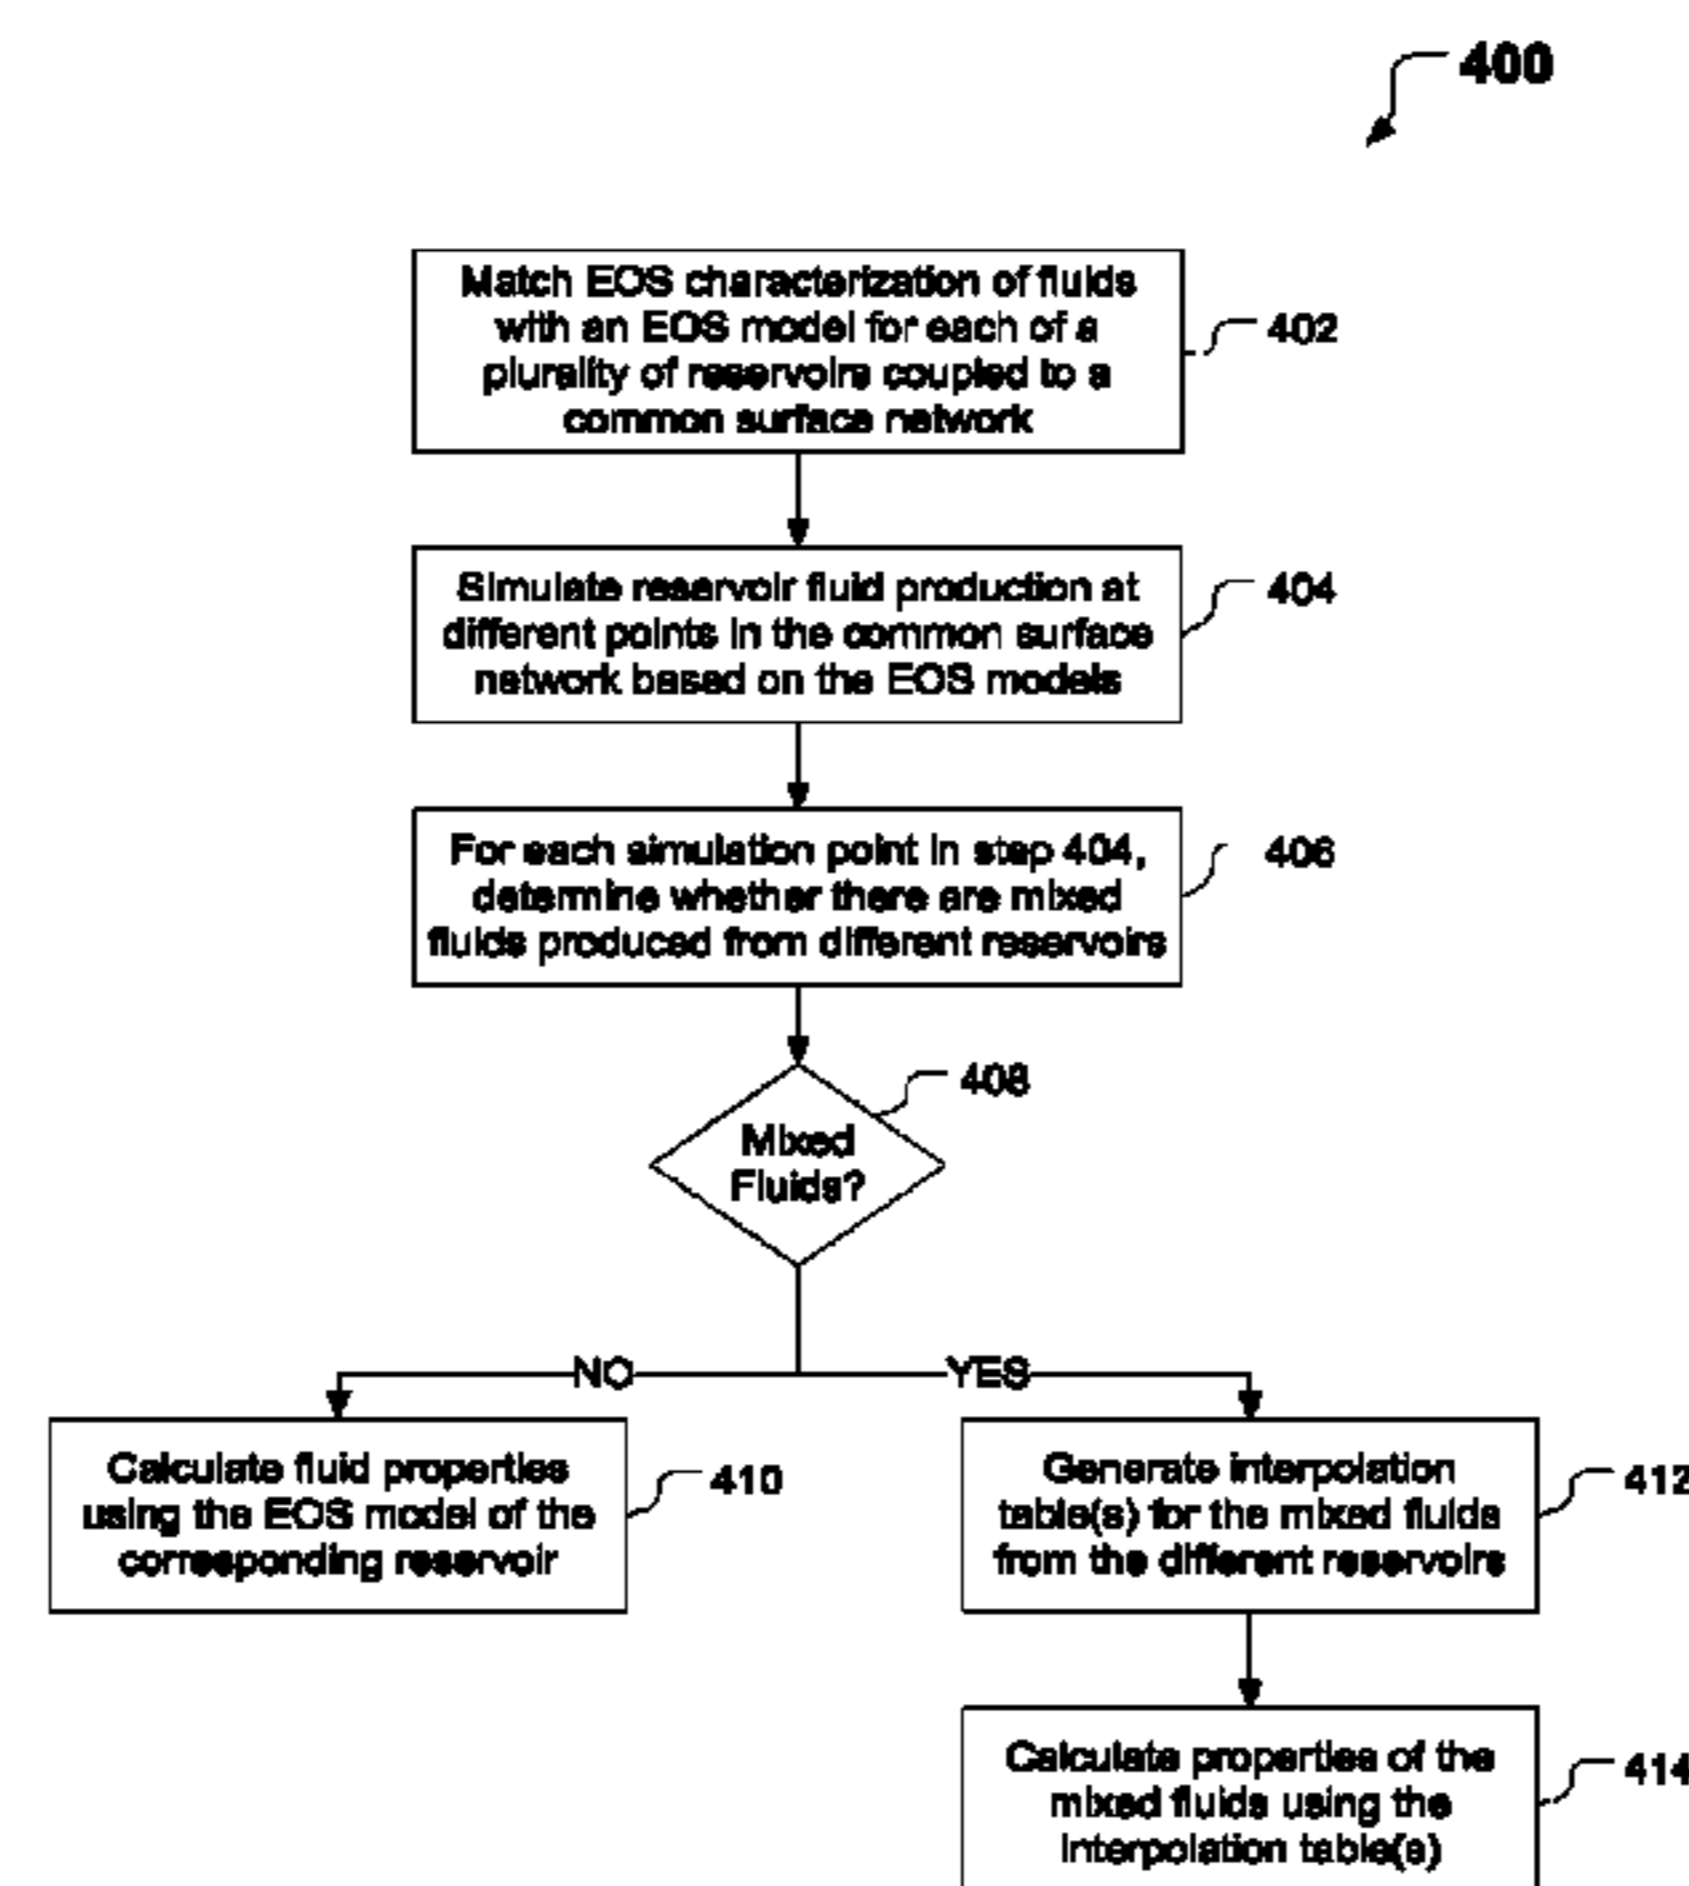 400
Match EOS characterization of fluids
with an EOS model for each of a
plurality of reservoirs coupled to a
common surface network
402
Simulate reservoir fluid production at
different points in the common surface
network based on the EOS models
404
For each simulation point in step 404,
determine whether there are mixed
fluids produced from different reservoirs
406
Mixed
Fluids?
408
NO
YES
Calculate fluid properties
using the EOS model of the
corresponding reservoir
410
Generate interpolation
table(s) for the mixed fluids
from the different reservoirs
412
Calculate properties of the
mixed fluids using the
interpolation table(s)
414